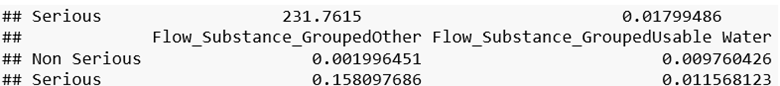 ## Serious 231.7615 0.01799486
## Flow_Substance_GroupedOther Flow_Substance_GroupedUsable Water
## Non Serious 0.001996451 0.009760426
## Serious 0.158097686 0.011568123